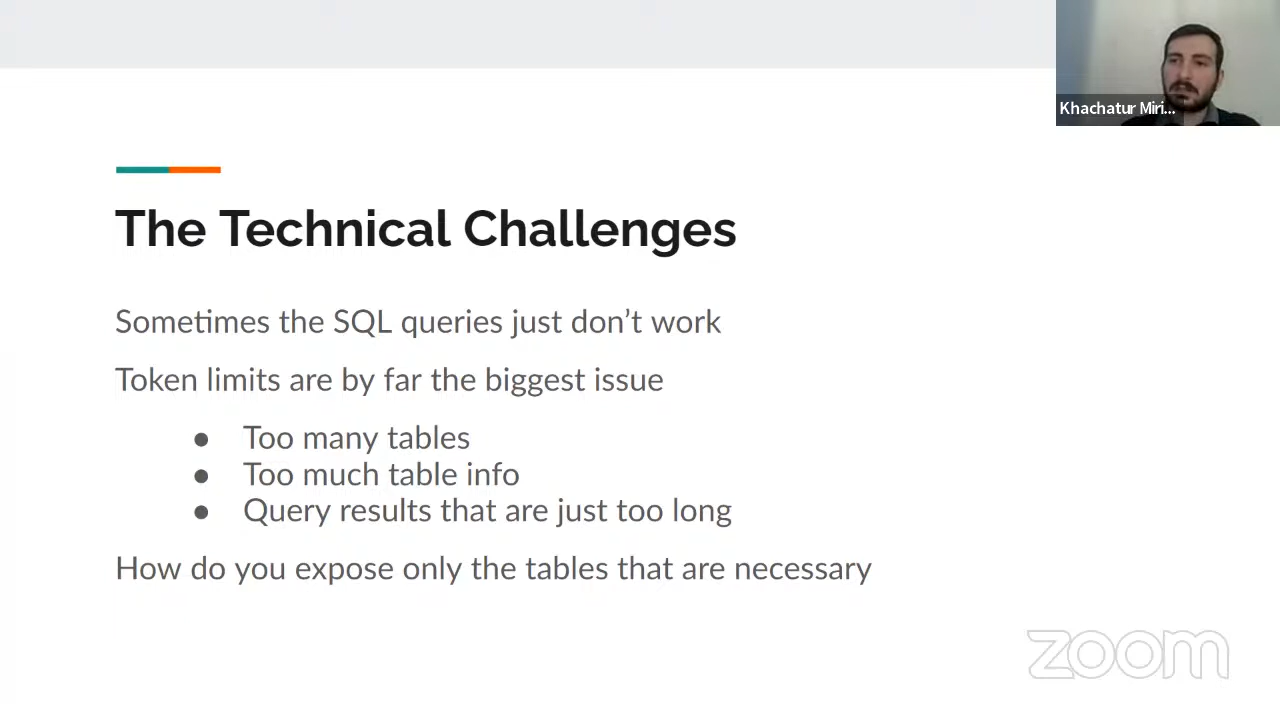 Khachatur Miri...
The Technical Challenges
Sometimes the SQL queries just don’t work
Token limits are by far the biggest issue
● Too many tables
● Too much table info
● Query results that are just too long
How do you expose only the tables that are necessary
zoom